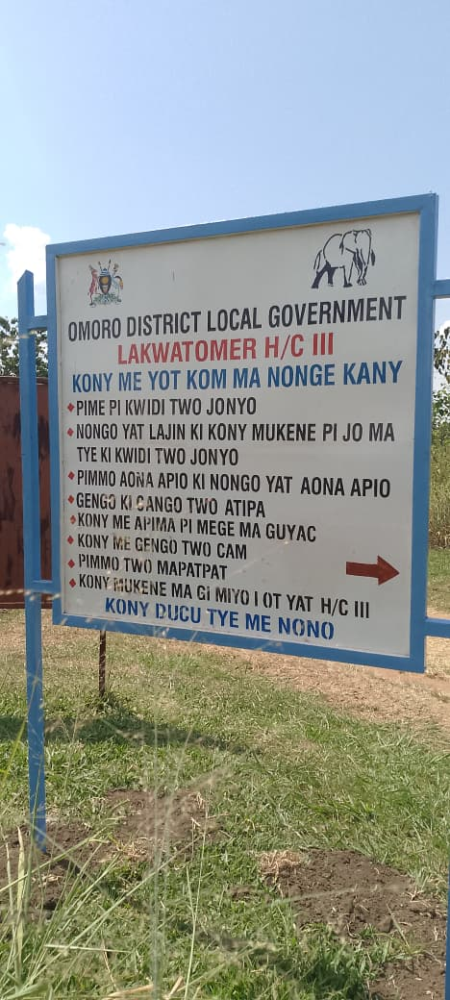 OMORO DISTRICT LOCAL GOVERNMENT
LAKWATOMER H/C III
KONY ME YOT KOM MA NONGE KANY
PIME PI KWIDI TWO JONYO
NONGO YAT LAJIN KI KONY MUKENE PI JO MA
TYE KI KWIDI TWO JONYO
PIMMO AONA APIO KI NONGO YAT AONA APIO
GENGO KI CANGO TWO ATIPA
KONY ME APIMA PI MEGE MA GUYAC
KONY ME GENGO TWO CAM
PIMMO TWO MAPATPAT
KONY MUKENE MA GI MIYO I OT YAT H/C III
KONY DUCU TYE ME NONO